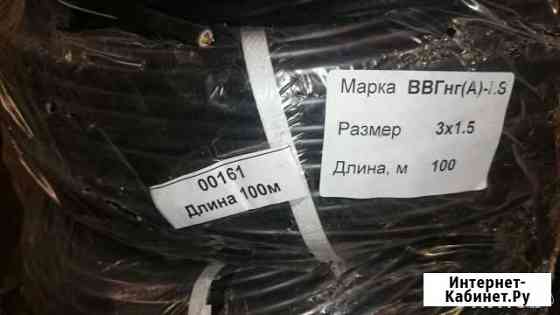 Марка ВВГнг(А)-LS
Размер 3х1.5
Длина, м 100
00161
Длина 100м
Интернет-
Кабинет.Ру